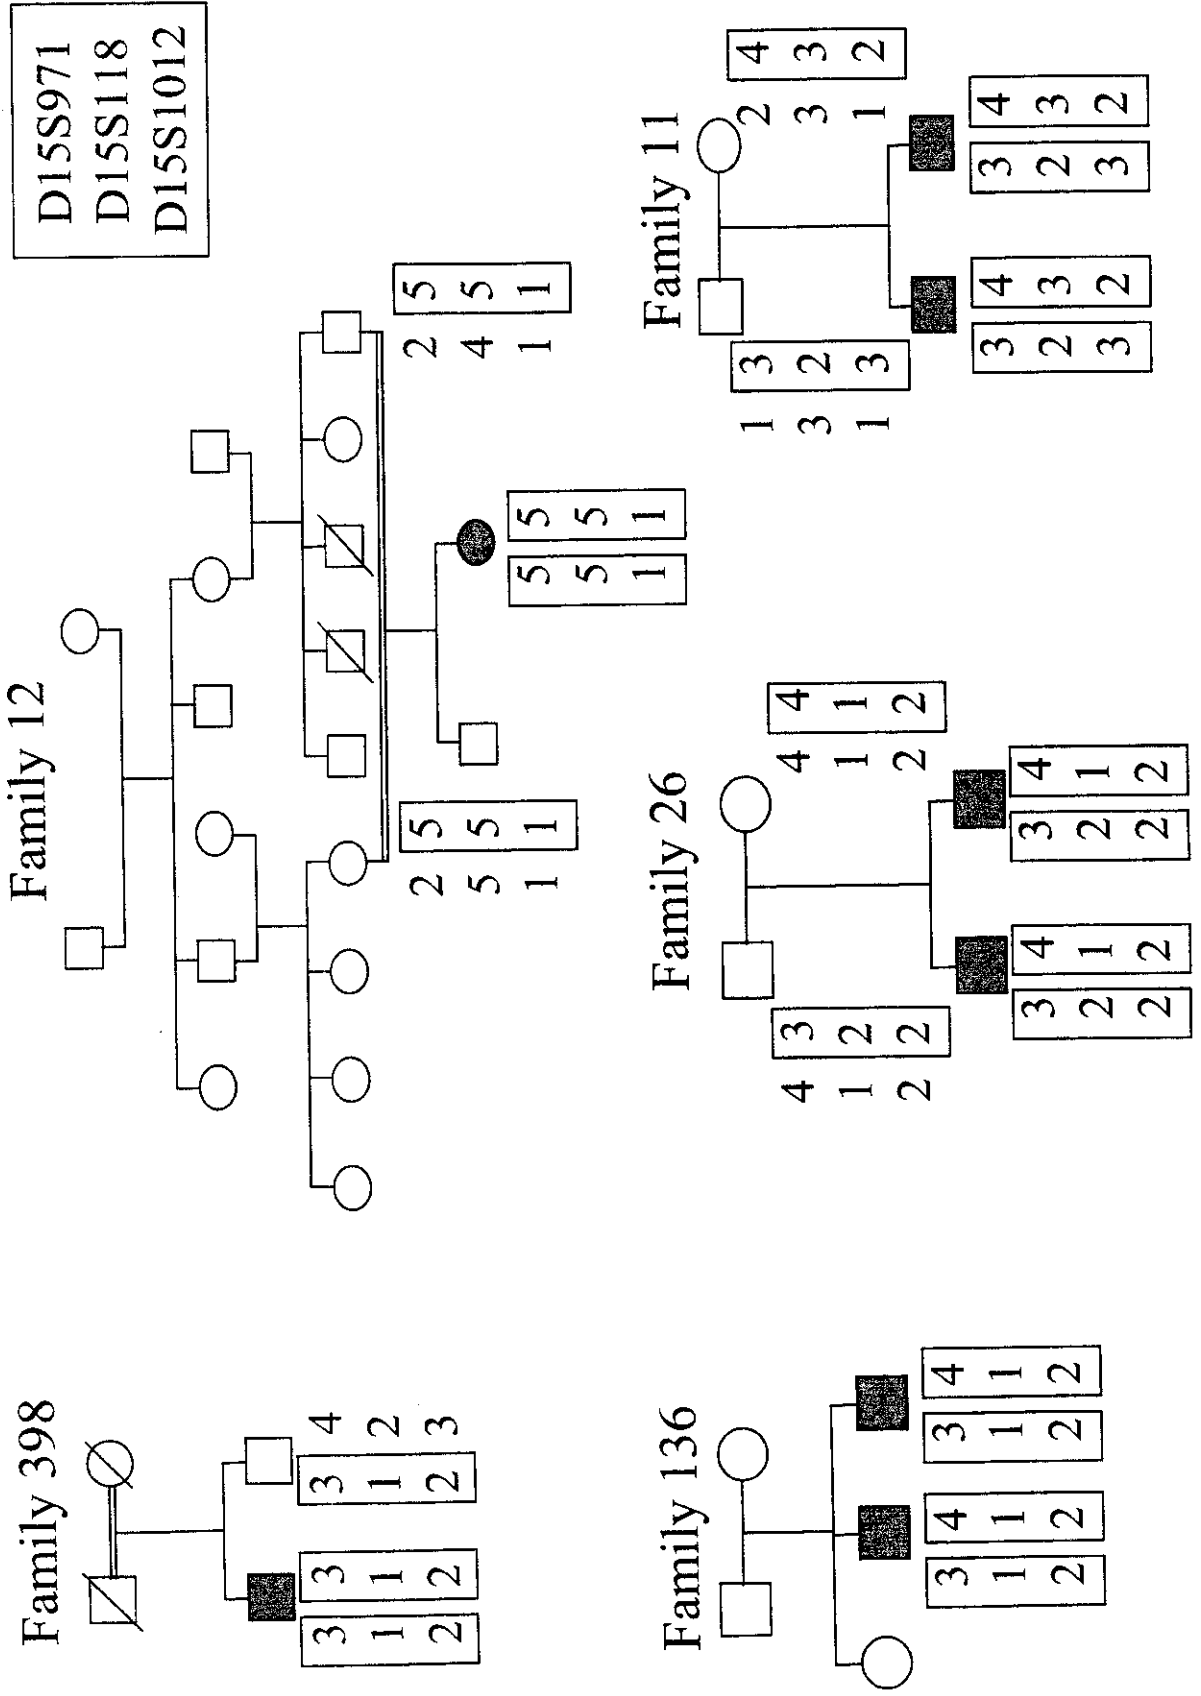 Family 398
3 3 3 4
1 1 1 2
2 2 2 3
Family 12
2 5 2 5
5 5 4 5
1 1 1 1
5 5
5 5
1 1
D15S971
D15S118
D15S1012
Family 136
3 4 3 4
1 1 1 1
2 2 2 2
Family 26
4 3 4 4
1 2 1 1
2 2 2 2
3 4 3 4
2 1 2 1
2 2 2 2
Family 11
1 3 2 4
3 2 3 3
1 3 1 2
3 4 3 4
2 3 2 3
3 2 3 2